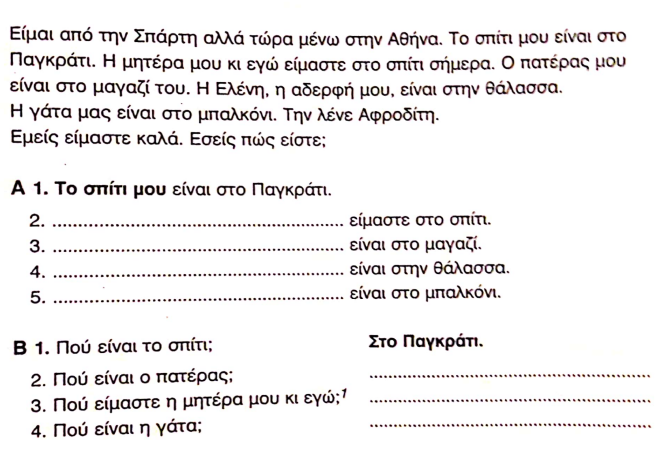 Είμαι από την Σπάρτη αλλά τώρα μένω στην Αθήνα. Το σπίτι μου είναι στο
Παγκράτι. Η μητέρα μου κι εγώ είμαστε στο σπίτι σήμερα. Ο πατέρας μου
είναι στο μαγαζί του. Η Ελένη, η αδερφή μου, είναι στην θάλασσα.
Η γάτα μας είναι στο μπαλκόνι. Την λένε Αφροδίτη.
Εμείς είμαστε καλά. Εσείς πώς είστε;
Α 1. Το σπίτι μου είναι στο Παγκράτι.
2. ........................................................ είμαστε στο σπίτι.
3. ........................................................ είναι στο μαγαζί.
4. ........................................................ είναι στην θάλασσα.
5. ........................................................ είναι στο μπαλκόνι.
Β 1. Πού είναι το σπίτι; Στο Παγκράτι.
2. Πού είναι ο πατέρας; ........................................................
3. Πού είμαστε η μητέρα μου κι εγώ;¹ ........................................................
4. Πού είναι η γάτα; ........................................................